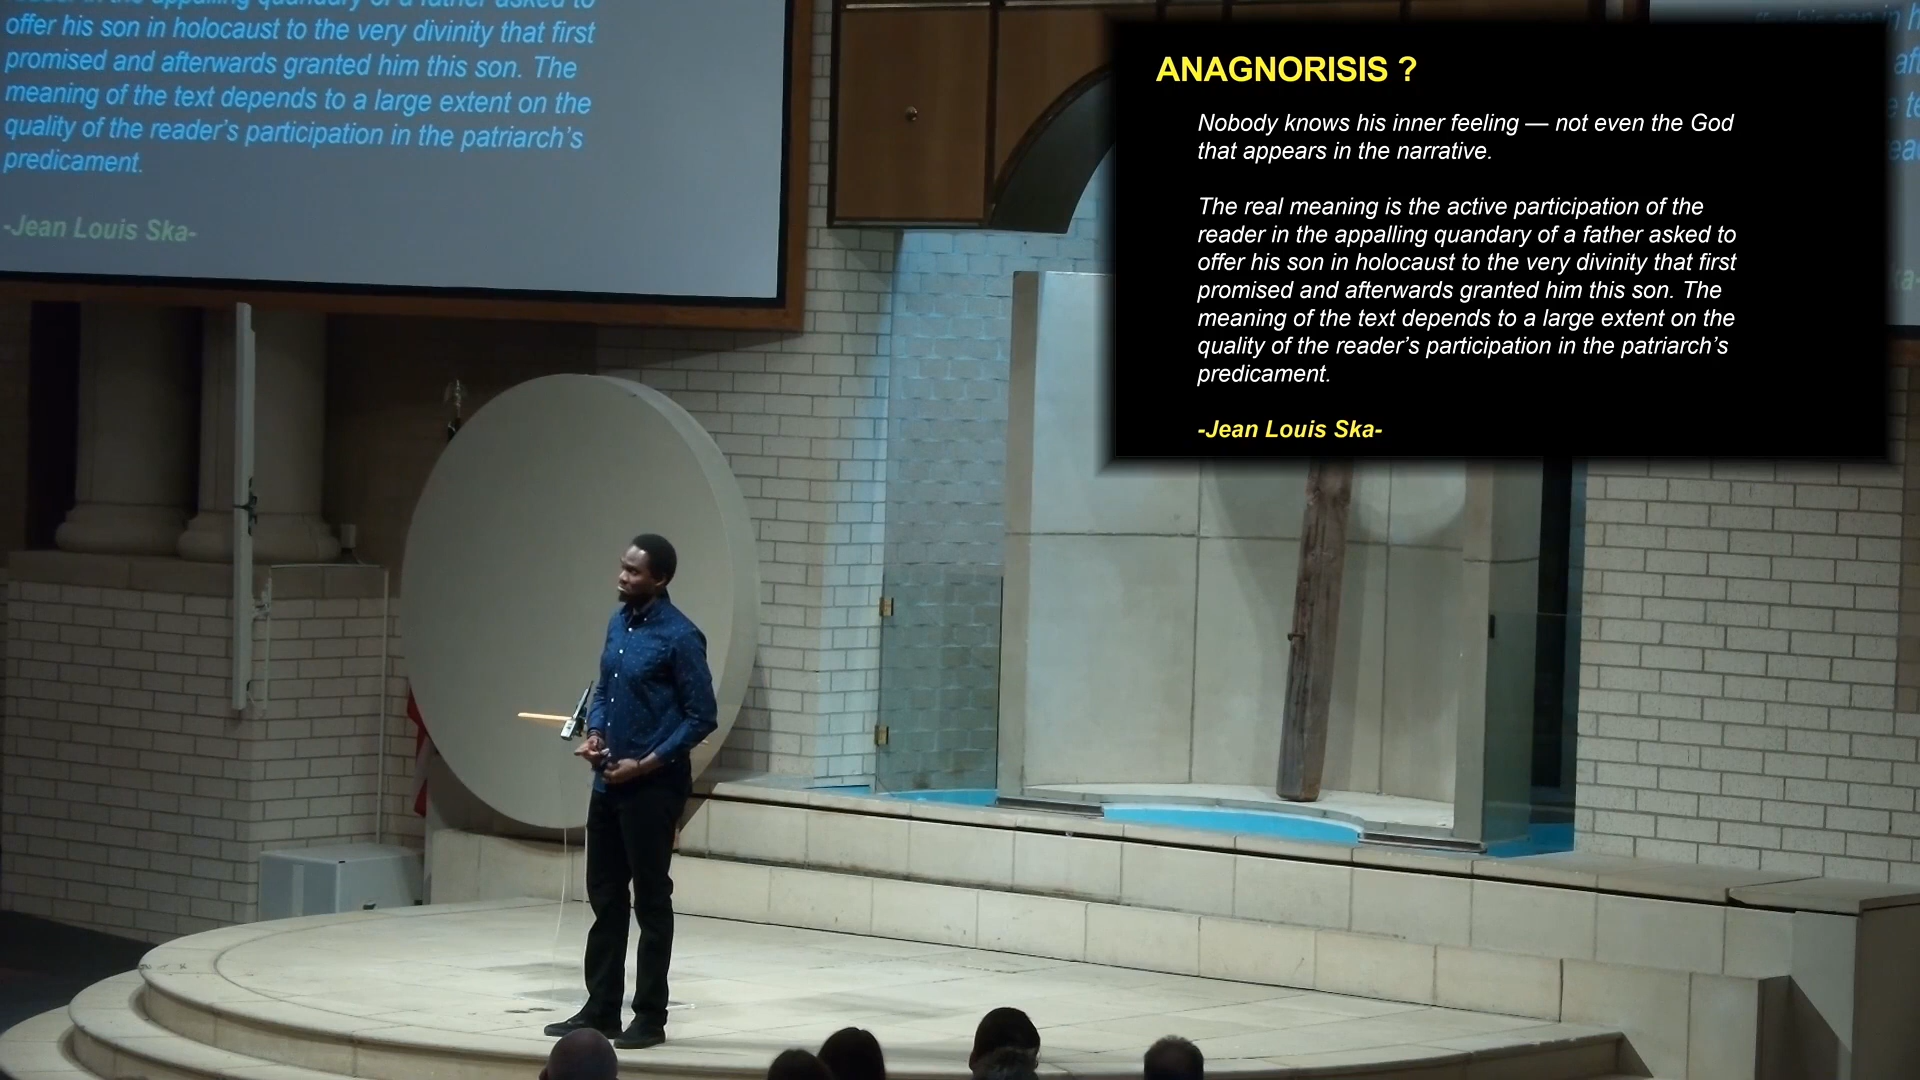 offer his son in holocaust to the very divinity that first
promised and afterwards granted him this son. The
meaning of the text depends to a large extent on the
quality of the reader’s participation in the patriarch’s
predicament.
-Jean Louis Ska-
ANAGNORISIS ?
Nobody knows his inner feeling — not even the God
that appears in the narrative.
The real meaning is the active participation of the
reader in the appalling quandary of a father asked to
offer his son in holocaust to the very divinity that first
promised and afterwards granted him this son. The
meaning of the text depends to a large extent on the
quality of the reader’s participation in the patriarch’s
predicament.
-Jean Louis Ska-